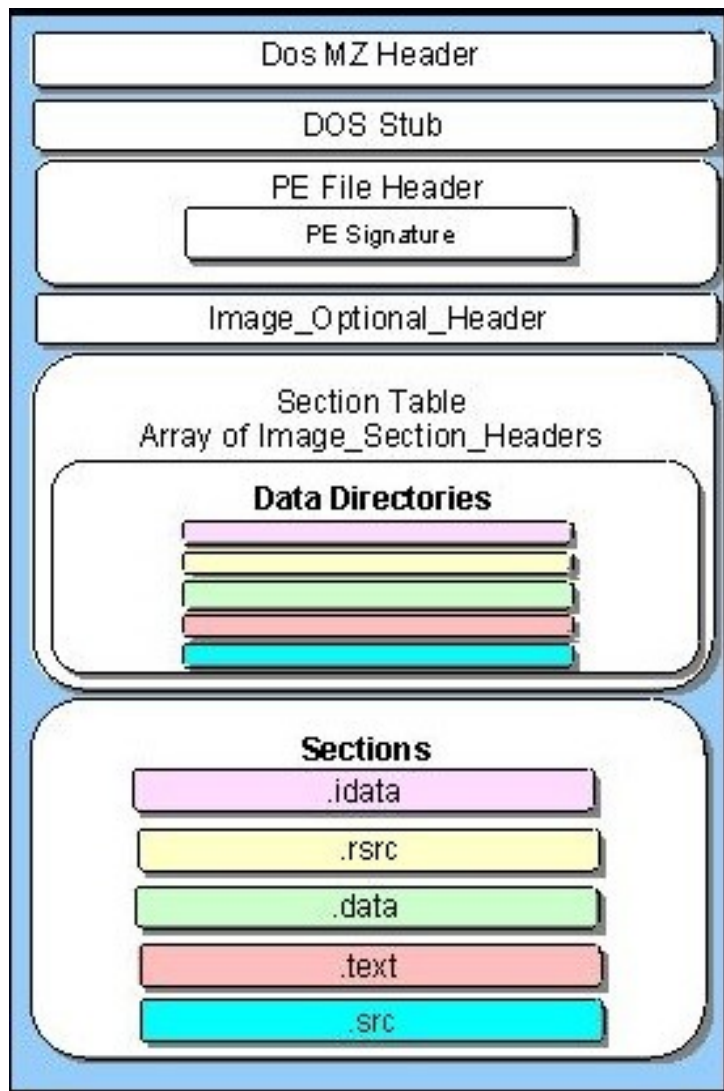 Dos MZ Header
DOS Stub
PE File Header
PE Signature
Image_Optional_Header
Section Table
Array of Image_Section_Headers
Data Directories
Sections
.idata
.rsrc
.data
.text
.src